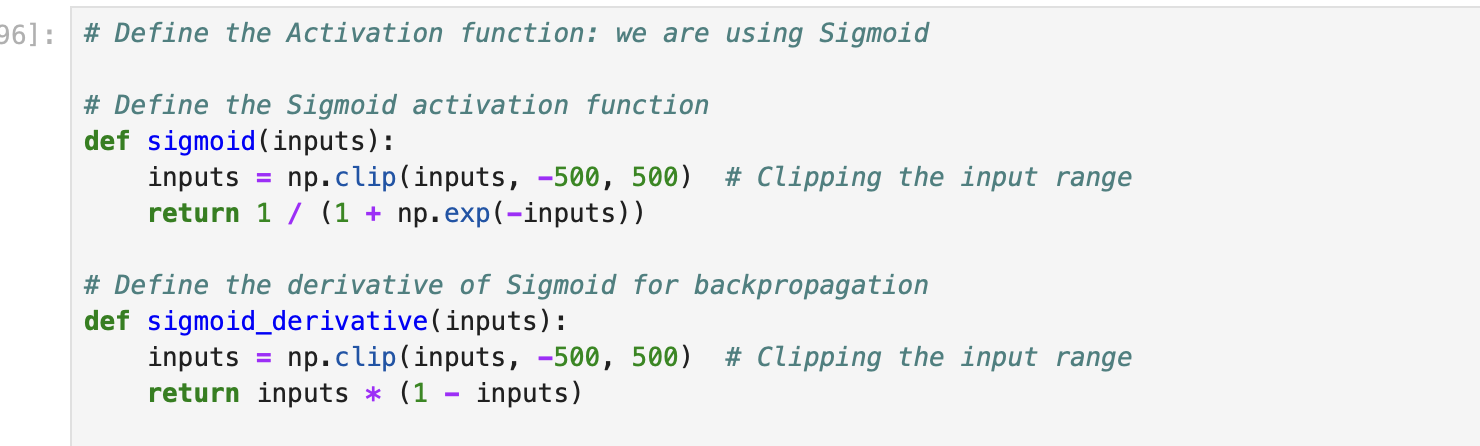 96]:
# Define the Activation function: we are using Sigmoid
# Define the Sigmoid activation function
def sigmoid(inputs):
    inputs = np.clip(inputs, -500, 500)  # Clipping the input range
    return 1 / (1 + np.exp(-inputs))
# Define the derivative of Sigmoid for backpropagation
def sigmoid_derivative(inputs):
    inputs = np.clip(inputs, -500, 500)  # Clipping the input range
    return inputs * (1 - inputs)